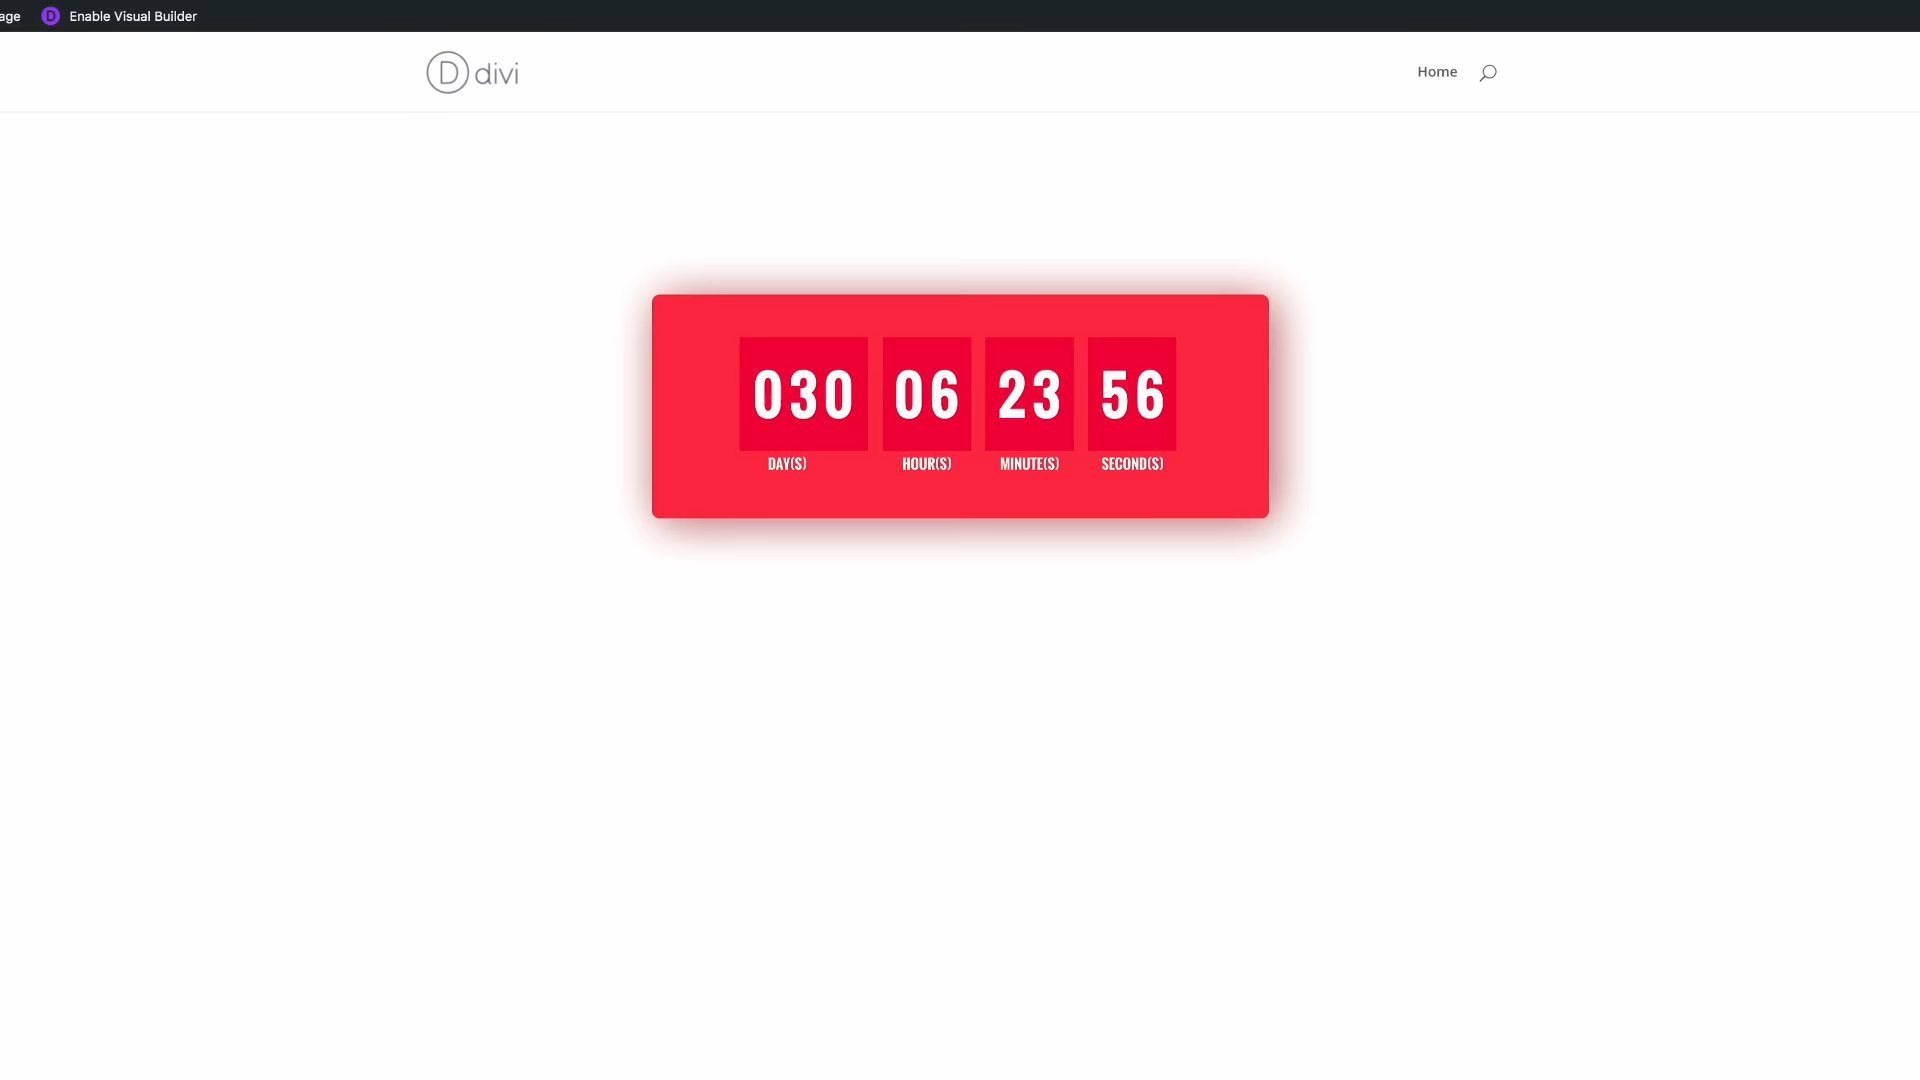 age D Enable Visual Builder
D divi
Home
030 06 23 56
DAY(S) HOUR(S) MINUTE(S) SECOND(S)